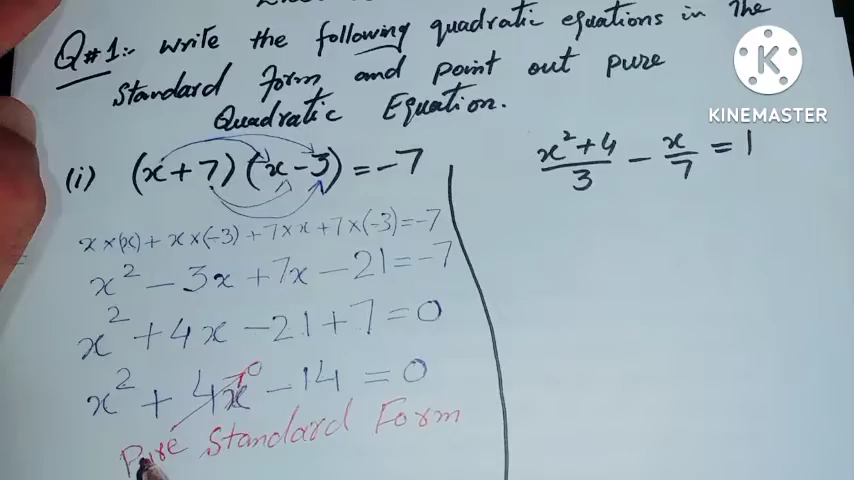 Q#1:- Write the following quadratic equations in the
Standard Form and point out pure
Quadratic Equation.
KINEMASTER
(i) (x+7)(x-3) = -7
x×(x) + x×(-3) + 7×x + 7×(-3) = -7
x² - 3x + 7x - 21 = -7
x² + 4x - 21 + 7 = 0
x² + 4x - 14 = 0
0
Pure Standard Form
(x²+4)/3 - x/7 = 1